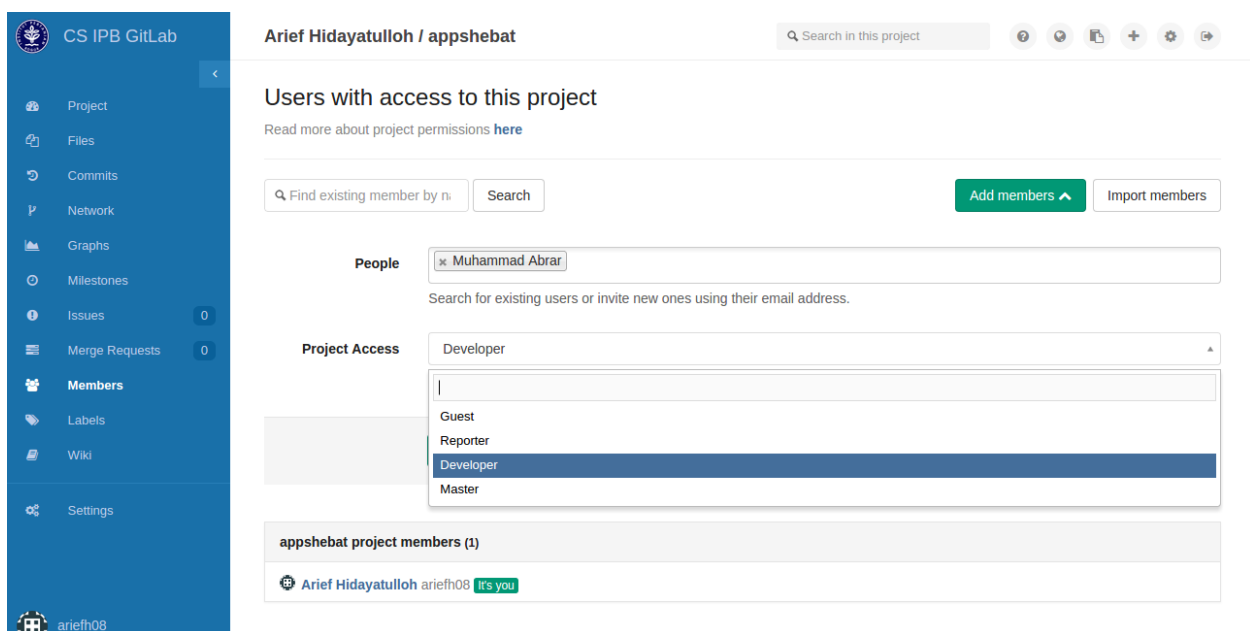 CS IPB GitLab
Arief Hidayatulloh / appshebat
Search in this project
Project
Files
Commits
Network
Graphs
Milestones
Issues 0
Merge Requests 0
Members
Labels
Wiki
Settings
ariefh08
Users with access to this project
Read more about project permissions here
Find existing member by
Search
Add members
Import members
People
Muhammad Abrar
Search for existing users or invite new ones using their email address.
Project Access
Developer
Guest
Reporter
Developer
Master
appshebat project members (1)
Arief Hidayatulloh ariefh08 It's you